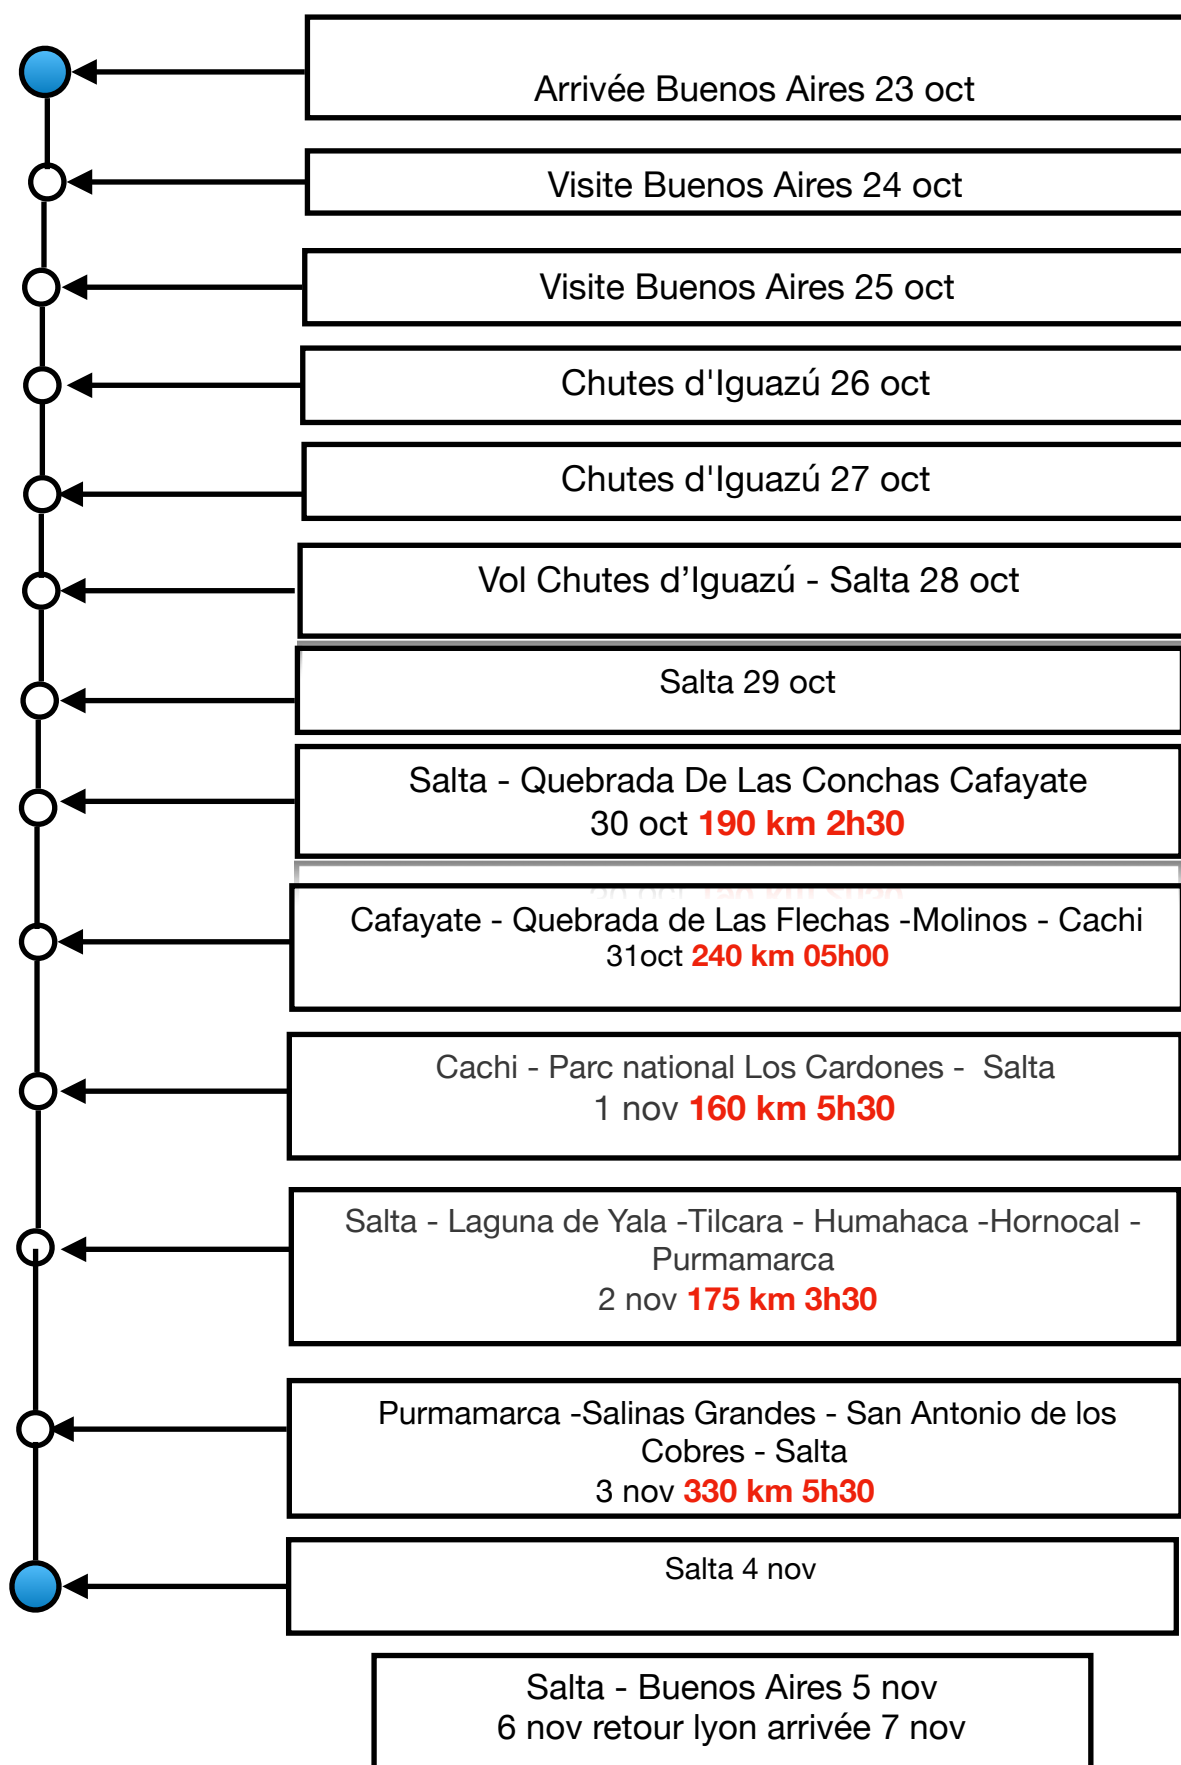 Arrivée Buenos Aires 23 oct
Visite Buenos Aires 24 oct
Visite Buenos Aires 25 oct
Chutes d'Iguazú 26 oct
Chutes d'Iguazú 27 oct
Vol Chutes d’Iguazú - Salta 28 oct
Salta 29 oct
Salta - Quebrada De Las Conchas Cafayate
30 oct 190 km 2h30
Cafayate - Quebrada de Las Flechas -Molinos - Cachi
31oct 240 km 05h00
Cachi - Parc national Los Cardones -  Salta
1 nov 160 km 5h30
Salta - Laguna de Yala -Tilcara - Humahaca -Hornocal -
Purmamarca
2 nov 175 km 3h30
Purmamarca -Salinas Grandes - San Antonio de los
Cobres - Salta
3 nov 330 km 5h30
Salta 4 nov
Salta - Buenos Aires 5 nov
6 nov retour lyon arrivée 7 nov